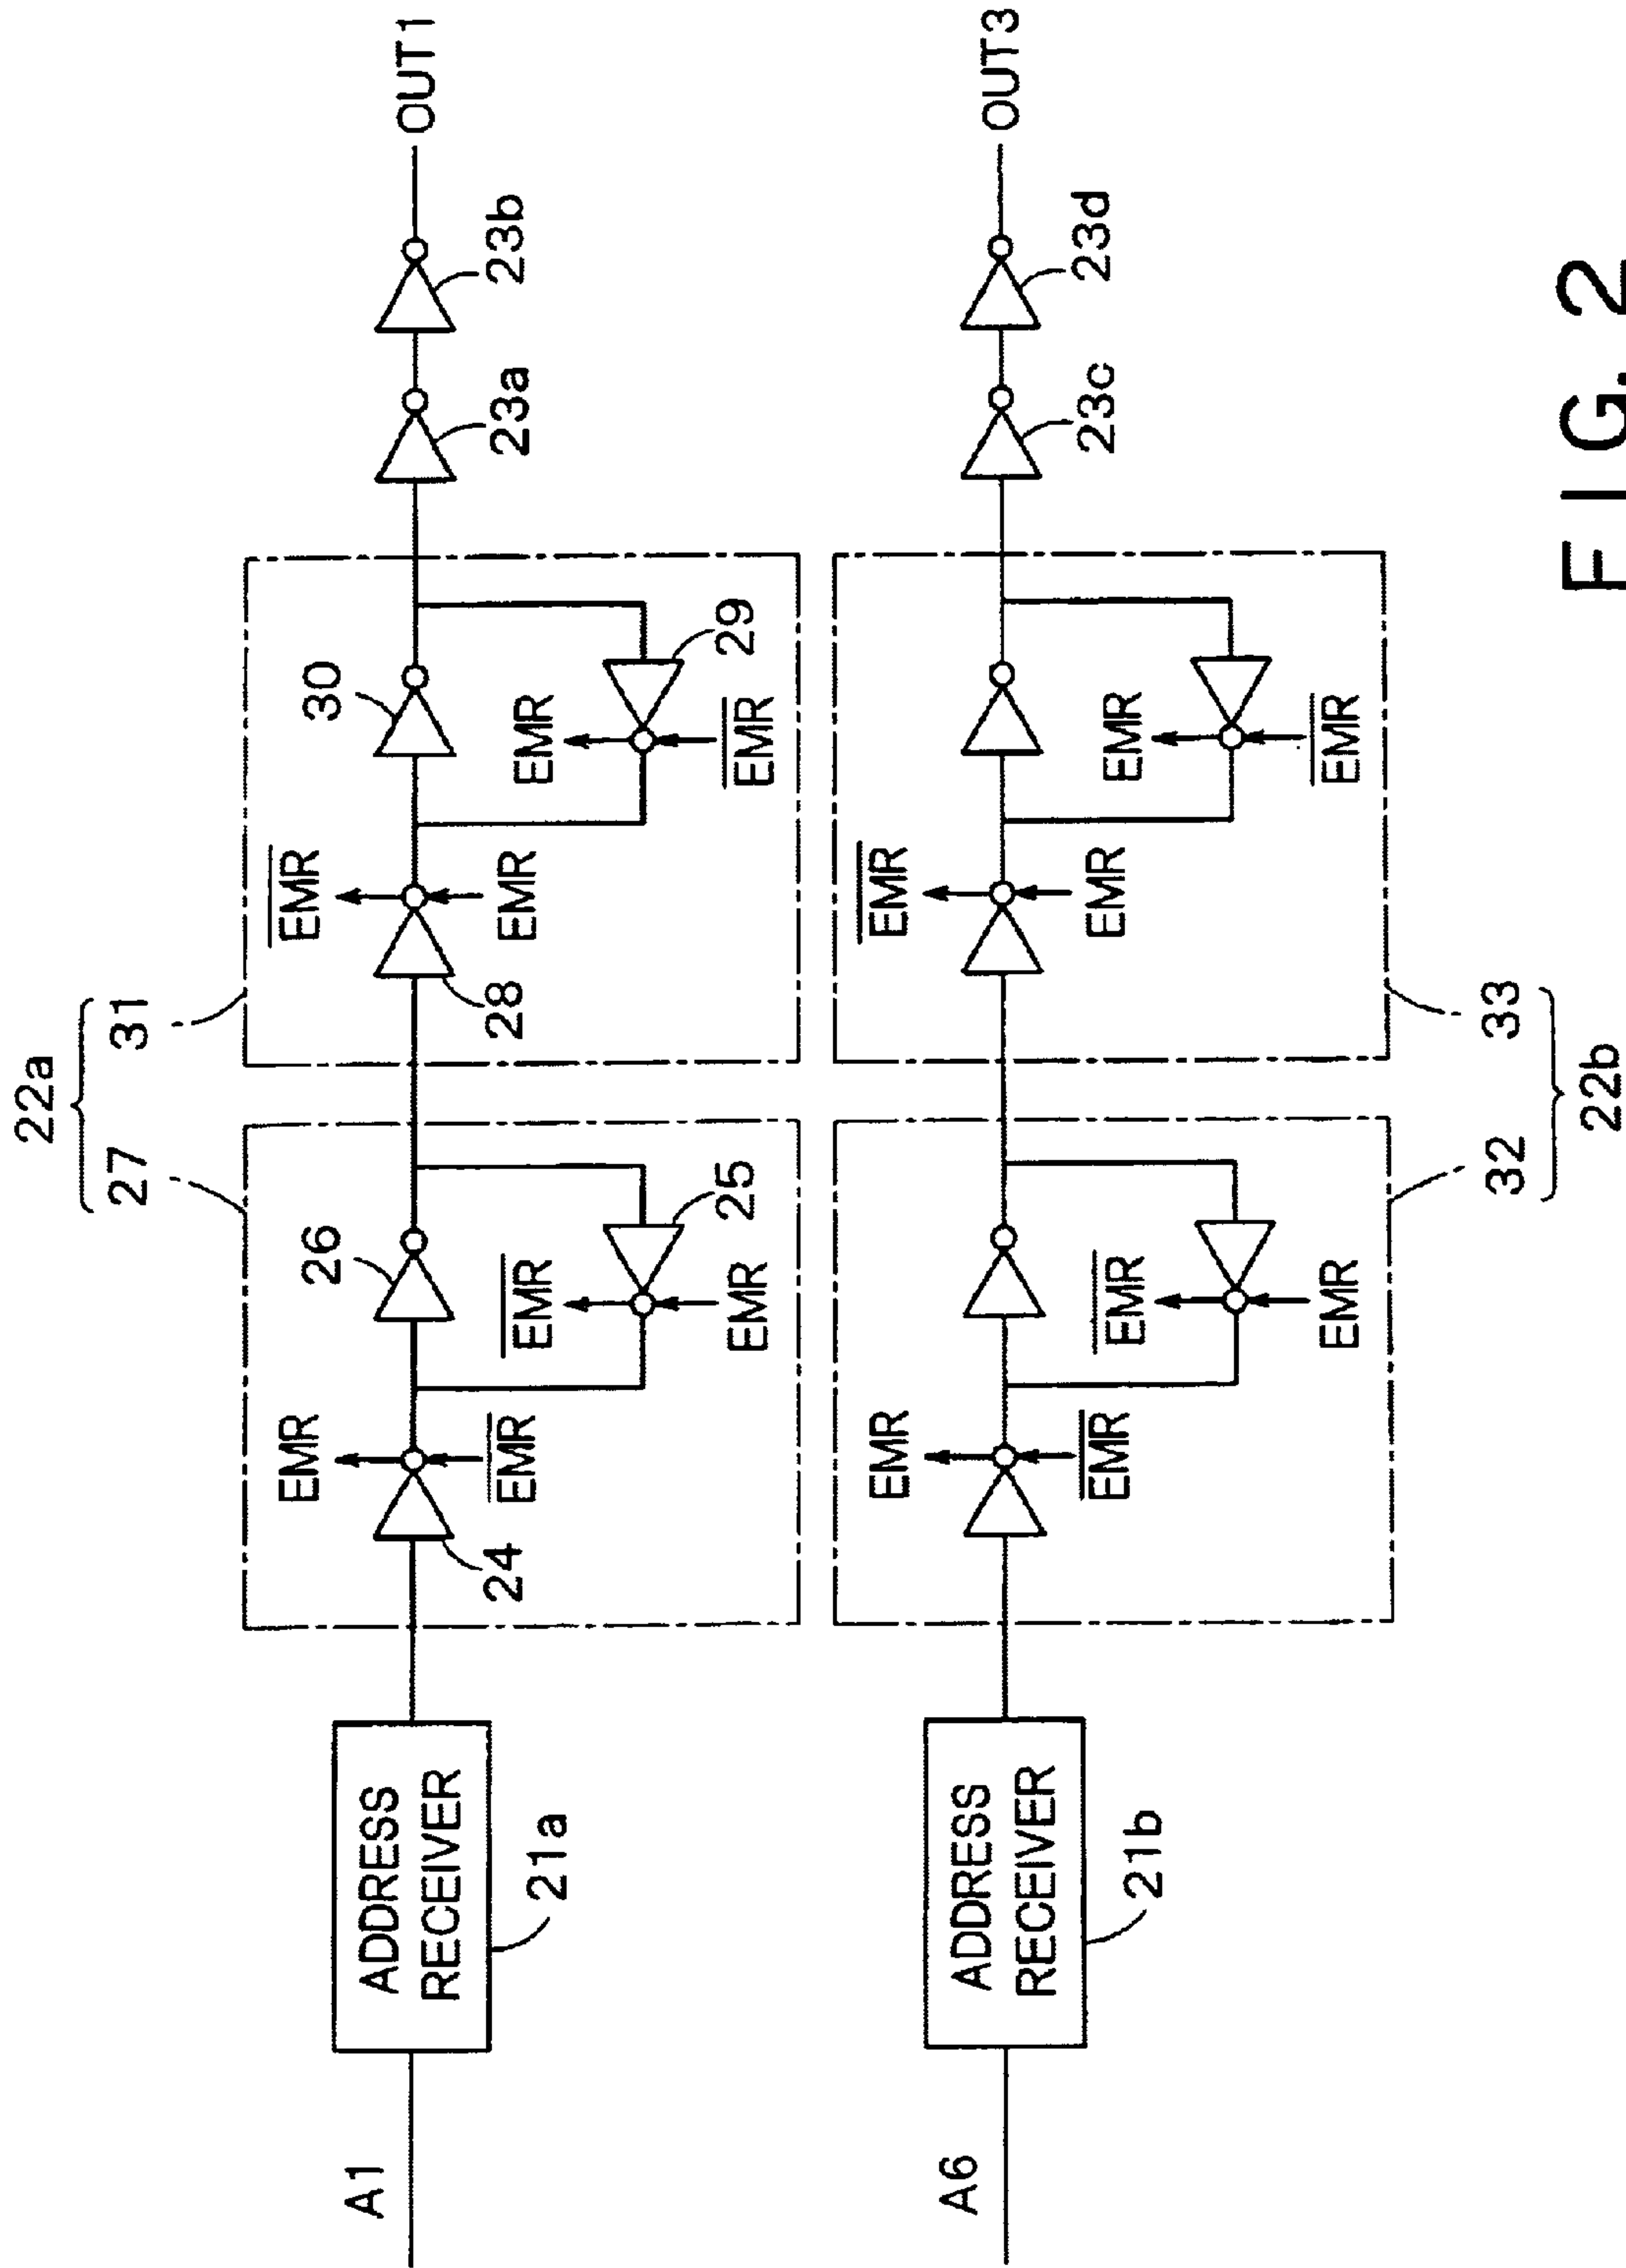 22a
27 31
EMR
EMR
26
30
A1
ADDRESS
RECEIVER
21a
24
EMR
EMR
EMR
25
28
EMR
EMR
EMR
29
23a
23b
OUT1
EMR
EMR
A6
ADDRESS
RECEIVER
21b
EMR
EMR
EMR
EMR
EMR
EMR
23c
23d
OUT3
32 33
22b
FIG. 2